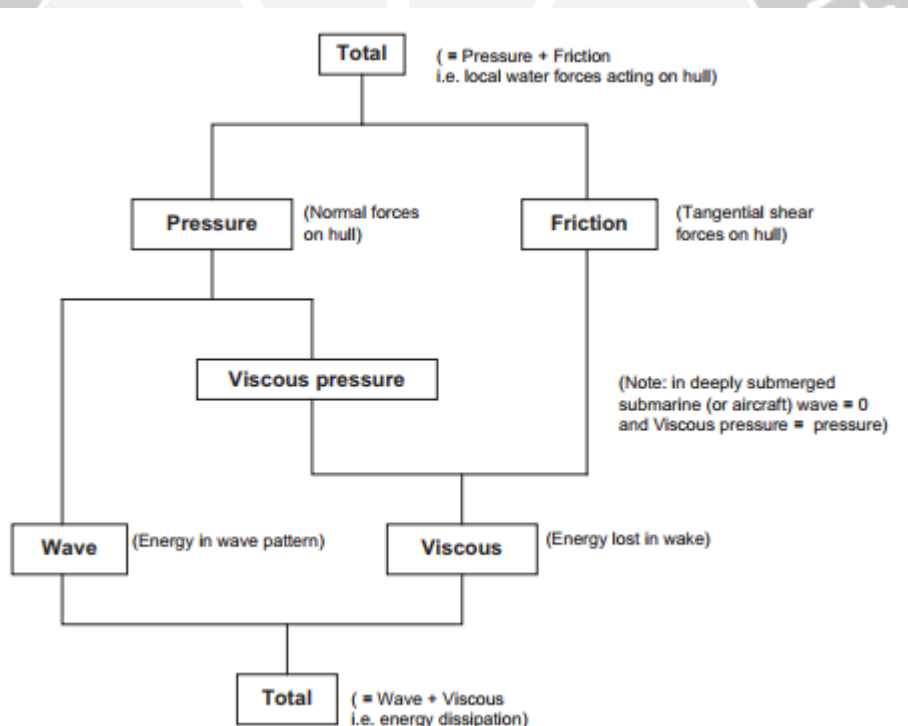 Total
( = Pressure + Friction
i.e. local water forces acting on hull)
Pressure
(Normal forces
on hull)
Friction
(Tangential shear
forces on hull)
Viscous pressure
(Note: in deeply submerged
submarine (or aircraft) wave = 0
and Viscous pressure = pressure)
Wave
(Energy in wave pattern)
Viscous
(Energy lost in wake)
Total
( = Wave + Viscous
i.e. energy dissipation)